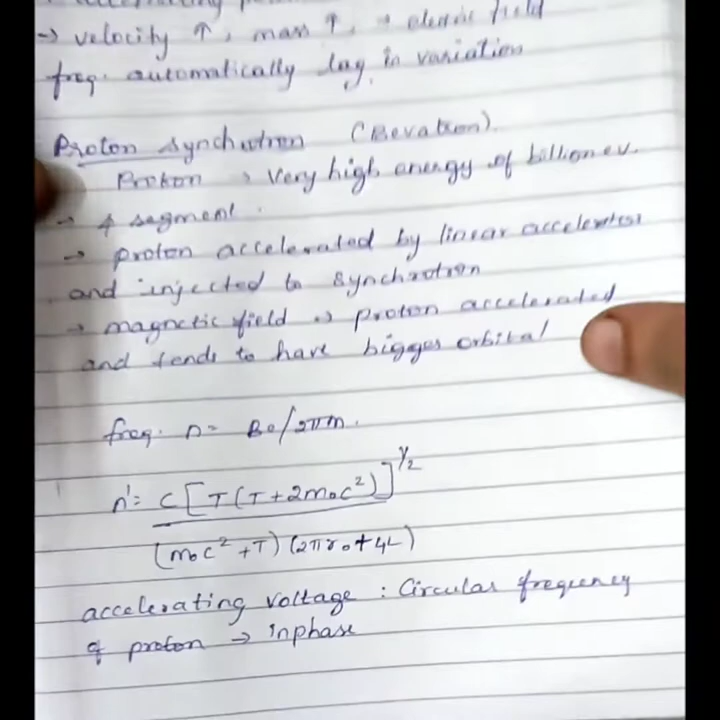 → velocity ↑, mass ↑, → electric field
freq. automatically lag in variation
Proton synchrotron (Bevatron).
Proton → very high energy of billion ev.
→ 4 segment.
→ proton accelerated by linear accelerator
and injected to synchrotron
→ magnetic field → proton accelerated
and tends to have bigger orbital
freq. n = Be/2πm.
n' = C[T(T+2m₀c²)]^1/2
(m₀c²+T)(2πr₀+4L)
accelerating voltage : Circular frequency
of proton → inphase